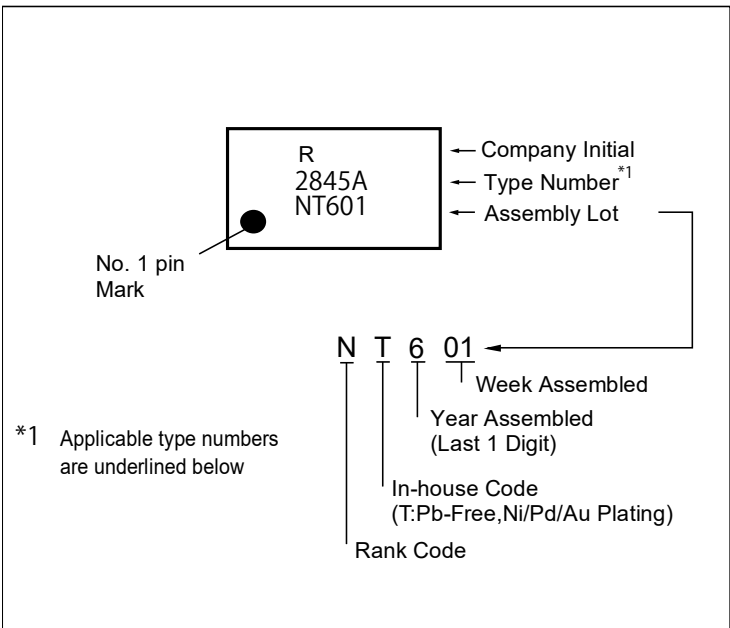 R
2845A
NT601
Company Initial
Type Number*1
Assembly Lot
No. 1 pin
Mark
N T 6 01
Week Assembled
Year Assembled
(Last 1 Digit)
In-house Code
(T:Pb-Free,Ni/Pd/Au Plating)
Rank Code
*1 Applicable type numbers
are underlined below